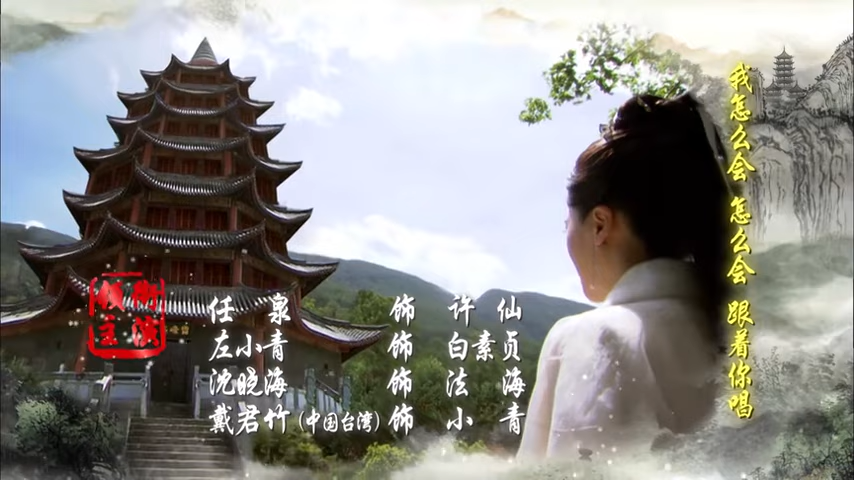 我怎么会 怎么会 跟着你唱
领衔主演
任泉 饰 许仙
左小青 饰 白素贞
沈晓海 饰 法海
戴君竹(中国台湾) 饰 小青